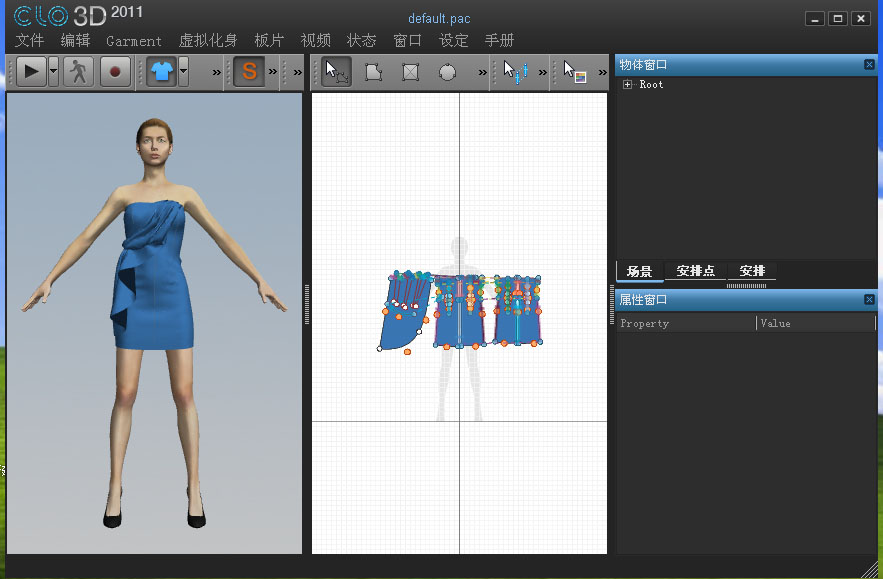 CLO 3D 2011
default.pac
文件 编辑 Garment 虚拟化身 板片 视频 状态 窗口 设定 手册
S
物体窗口
Root
场景 安排点 安排
属性窗口
Property Value